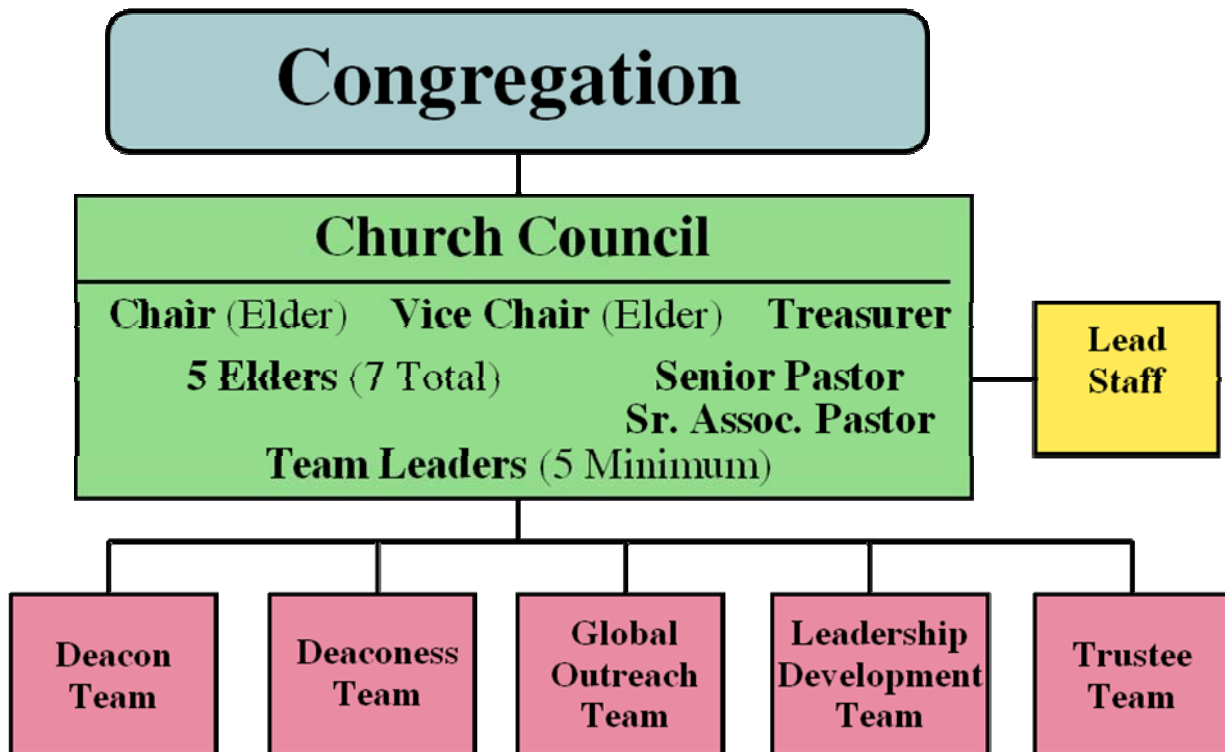 Congregation
Church Council
Chair (Elder) Vice Chair (Elder) Treasurer
5 Elders (7 Total) Senior Pastor
Sr. Assoc. Pastor
Team Leaders (5 Minimum)
Lead
Staff
Deacon
Team
Deaconess
Team
Global
Outreach
Team
Leadership
Development
Team
Trustee
Team